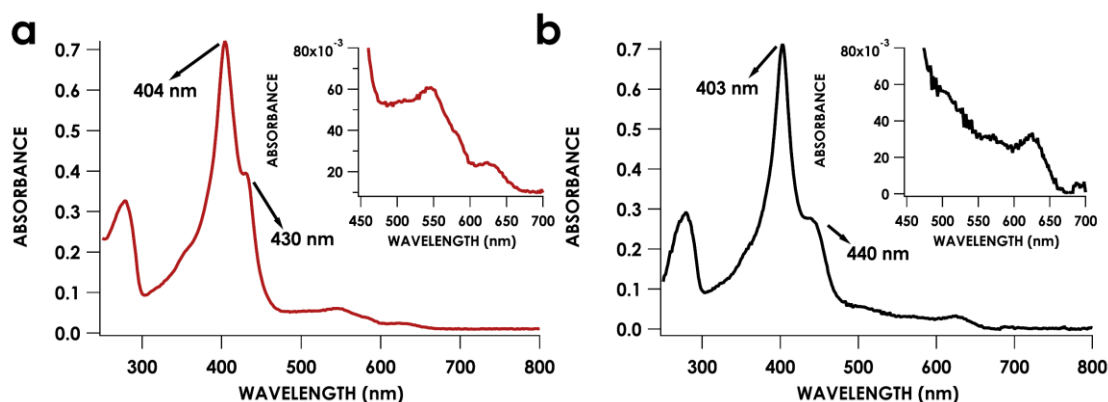 a
0.7
0.6
0.5
0.4
0.3
0.2
0.1
0.0
ABSORBANCE
300 400 500 600 700 800
WAVELENGTH (nm)
404 nm
430 nm
80x10⁻³
60
40
20
ABSORBANCE
450 500 550 600 650 700
WAVELENGTH (nm)
b
0.7
0.6
0.5
0.4
0.3
0.2
0.1
0.0
ABSORBANCE
300 400 500 600 700 800
WAVELENGTH (nm)
403 nm
440 nm
80x10⁻³
60
40
20
0
ABSORBANCE
450 500 550 600 650 700
WAVELENGTH (nm)